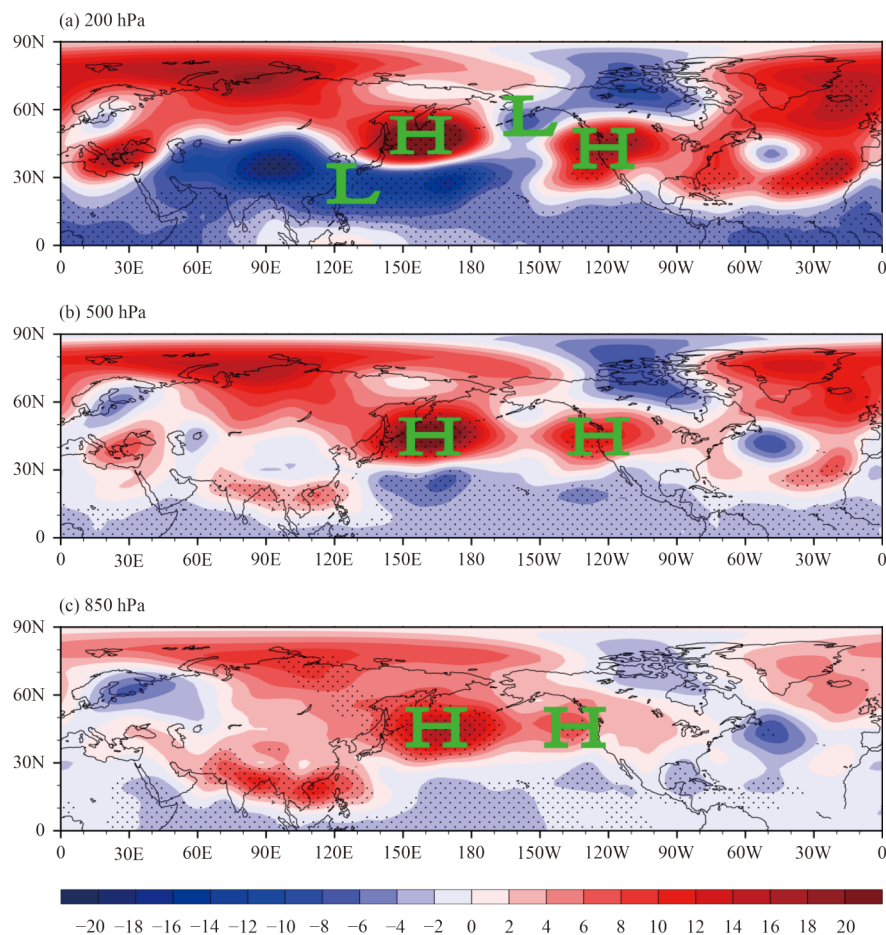 (a) 200 hPa
90N
60N
30N
0
L
H
L
H
0 30E 60E 90E 120E 150E 180 150W 120W 90W 60W 30W 0
(b) 500 hPa
90N
60N
30N
0
H
H
0 30E 60E 90E 120E 150E 180 150W 120W 90W 60W 30W 0
(c) 850 hPa
90N
60N
30N
0
H
H
0 30E 60E 90E 120E 150E 180 150W 120W 90W 60W 30W 0
−20 −18 −16 −14 −12 −10 −8 −6 −4 −2 0 2 4 6 8 10 12 14 16 18 20